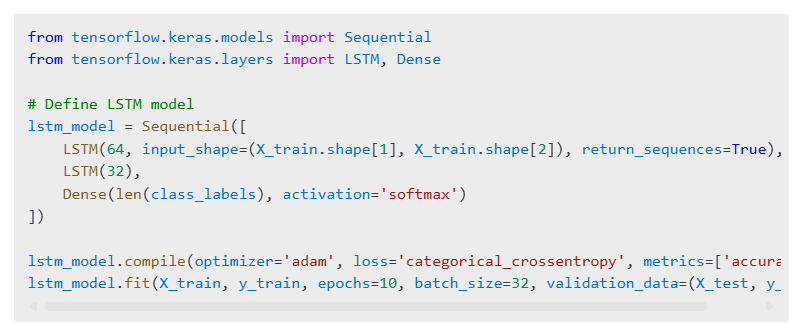 from tensorflow.keras.models import Sequential
from tensorflow.keras.layers import LSTM, Dense
# Define LSTM model
lstm_model = Sequential([
    LSTM(64, input_shape=(X_train.shape[1], X_train.shape[2]), return_sequences=True),
    LSTM(32),
    Dense(len(class_labels), activation='softmax')
])
lstm_model.compile(optimizer='adam', loss='categorical_crossentropy', metrics=['accura
lstm_model.fit(X_train, y_train, epochs=10, batch_size=32, validation_data=(X_test, y_